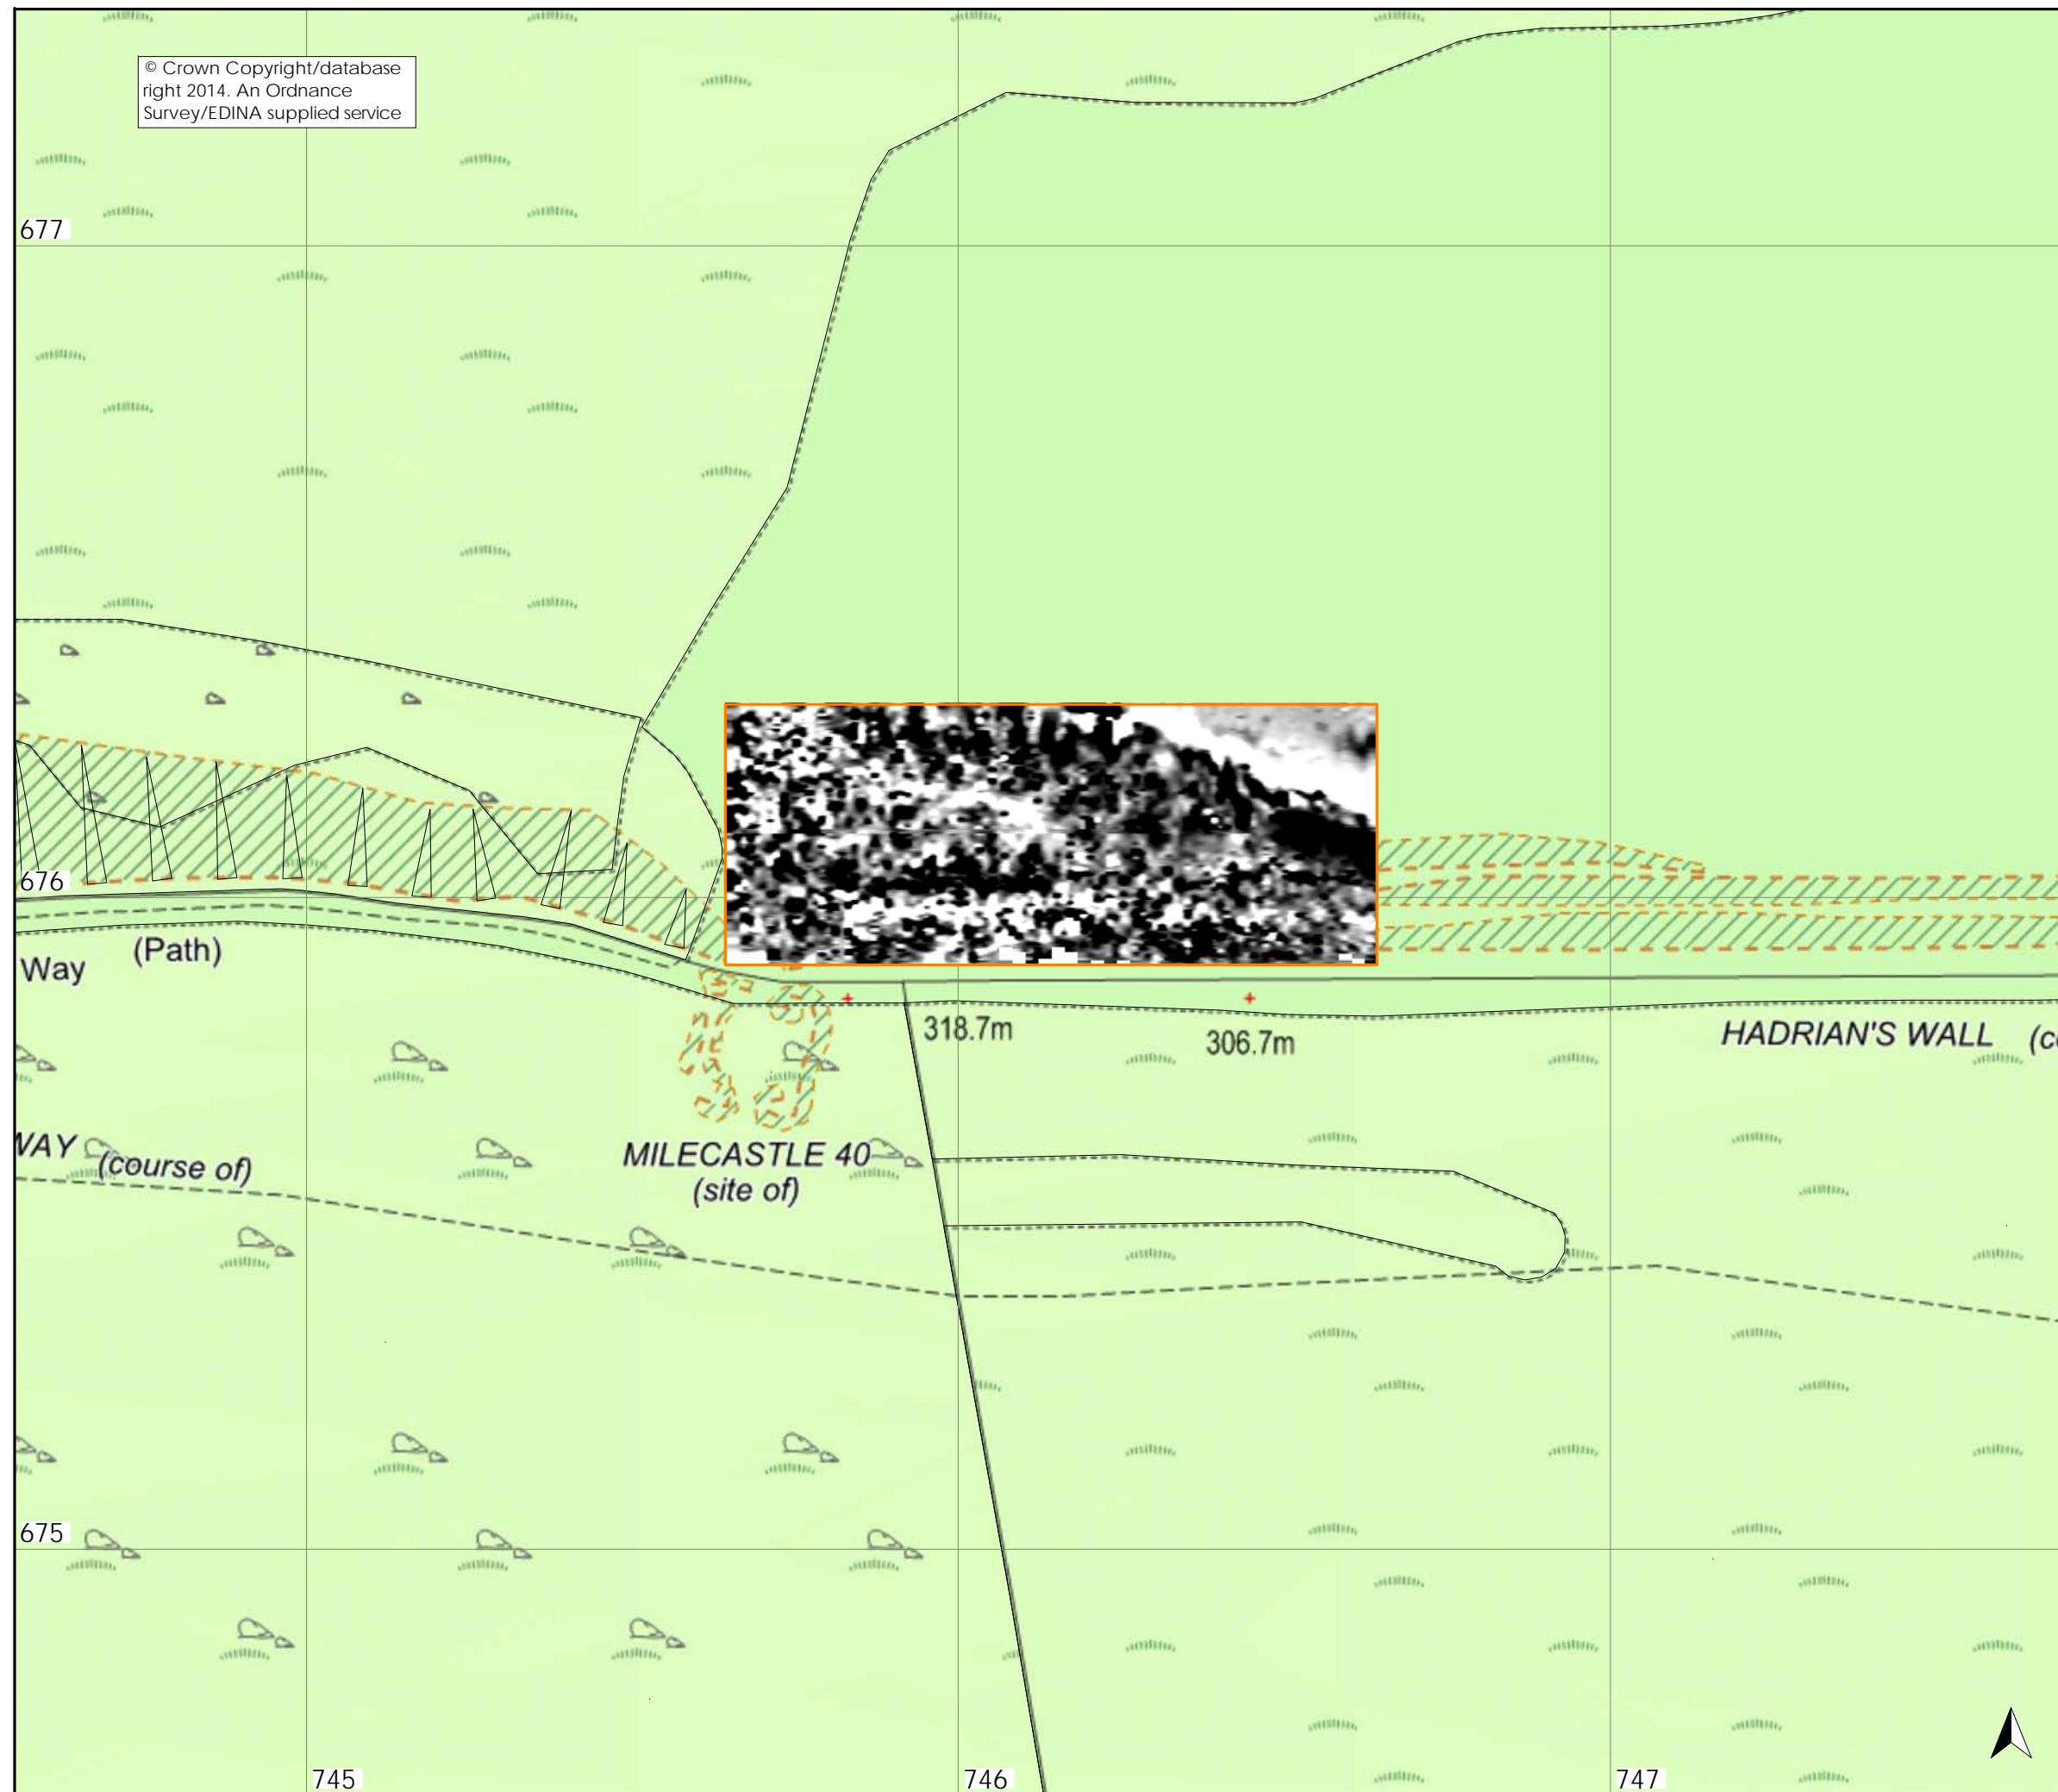 © Crown Copyright/database
right 2014. An Ordnance
Survey/EDINA supplied service
677
676
(Path)
Way
318.7m
306.7m
HADRIAN'S WALL (c
MILECASTLE 40
(site of)
WAY (course of)
675
745
746
747